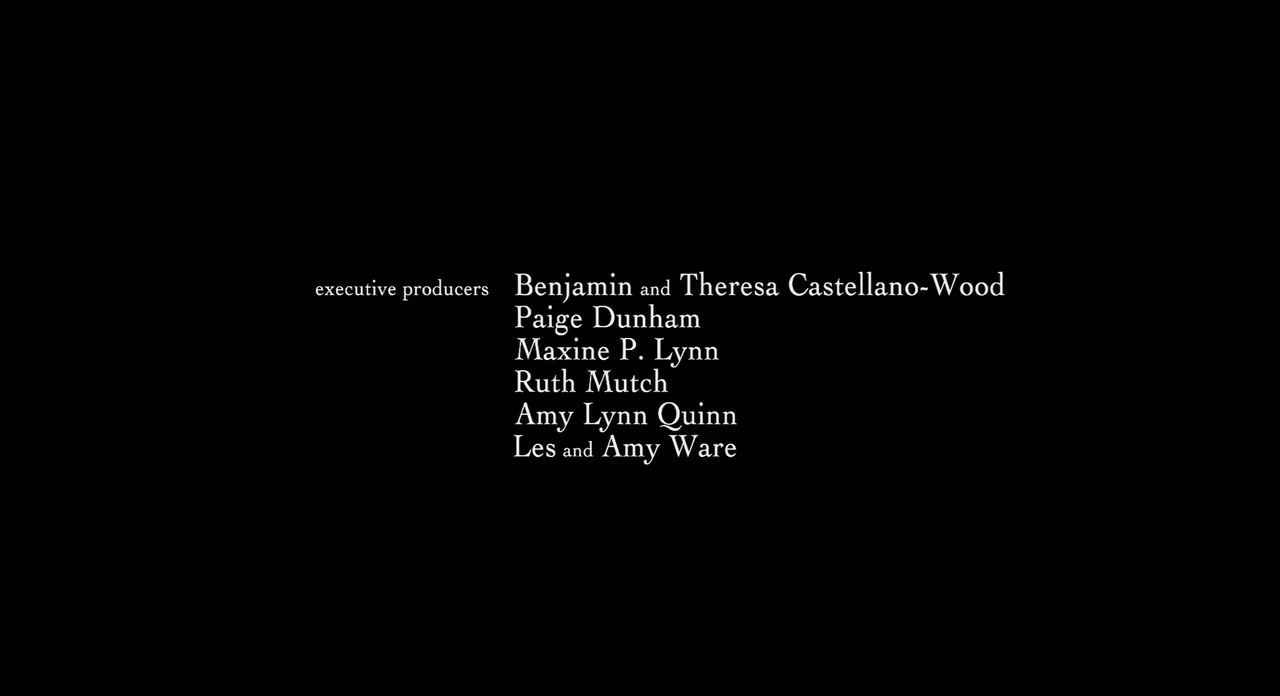 executive producers Benjamin and Theresa Castellano-Wood
Paige Dunham
Maxine P. Lynn
Ruth Mutch
Amy Lynn Quinn
Les and Amy Ware